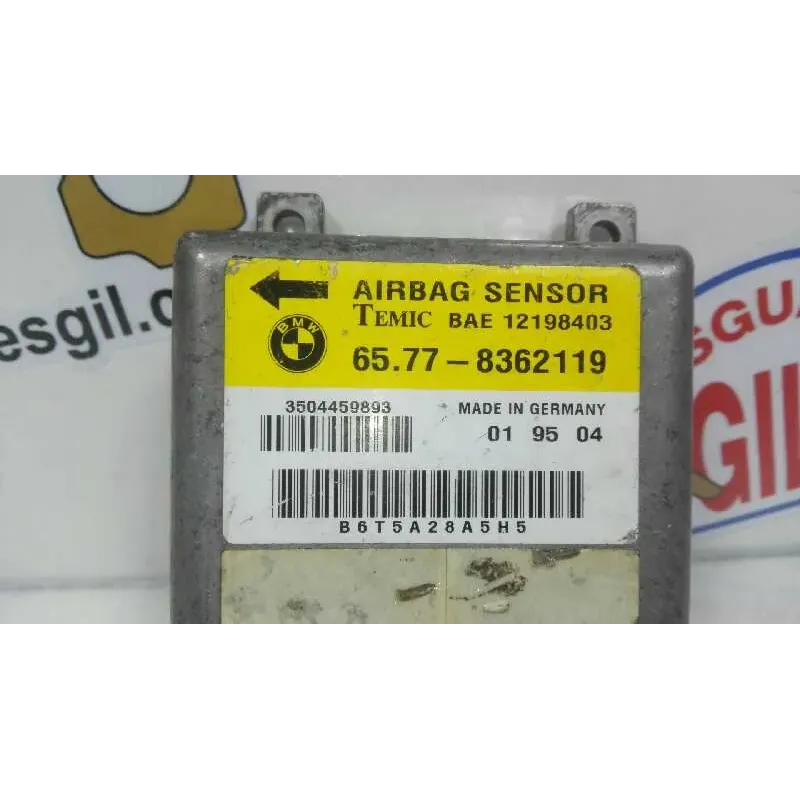 AIRBAG SENSOR
TEMIC BAE 12198403
BMW
65.77 – 8362119
3504459893 MADE IN GERMANY
01 95 04
B6T5A28A5H5
esgil.c
SGUA
GIL